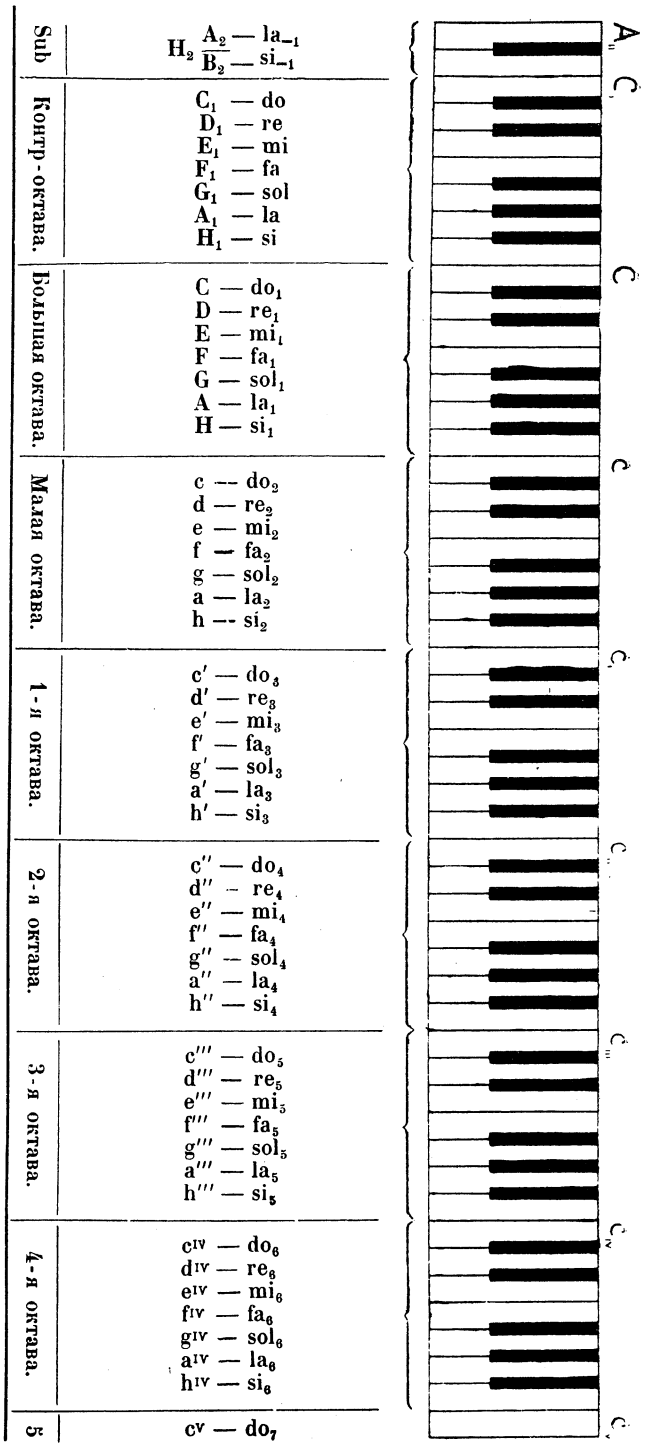 Sub
H₂ A₂ — la₋₁
B₂ — si₋₁
Контр-октава.
C₁ — do
D₁ — re
E₁ — mi
F₁ — fa
G₁ — sol
A₁ — la
H₁ — si
Большая октава.
C — do₁
D — re₁
E — mi₁
F — fa₁
G — sol₁
A — la₁
H — si₁
Малая октава.
c — do₂
d — re₂
e — mi₂
f — fa₂
g — sol₂
a — la₂
h — si₂
1-я октава.
c′ — do₃
d′ — re₃
e′ — mi₃
f′ — fa₃
g′ — sol₃
a′ — la₃
h′ — si₃
2-я октава.
c″ — do₄
d″ — re₄
e″ — mi₄
f″ — fa₄
g″ — sol₄
a″ — la₄
h″ — si₄
3-я октава.
c‴ — do₅
d‴ — re₅
e‴ — mi₅
f‴ — fa₅
g‴ — sol₅
a‴ — la₅
h‴ — si₅
4-я октава.
cᴵⱽ — do₆
dᴵⱽ — re₆
eᴵⱽ — mi₆
fᴵⱽ — fa₆
gᴵⱽ — sol₆
aᴵⱽ — la₆
hᴵⱽ — si₆
5
cⱽ — do₇
A,,
C,
C
c
c,
c,,
c,,,
c IV
c V